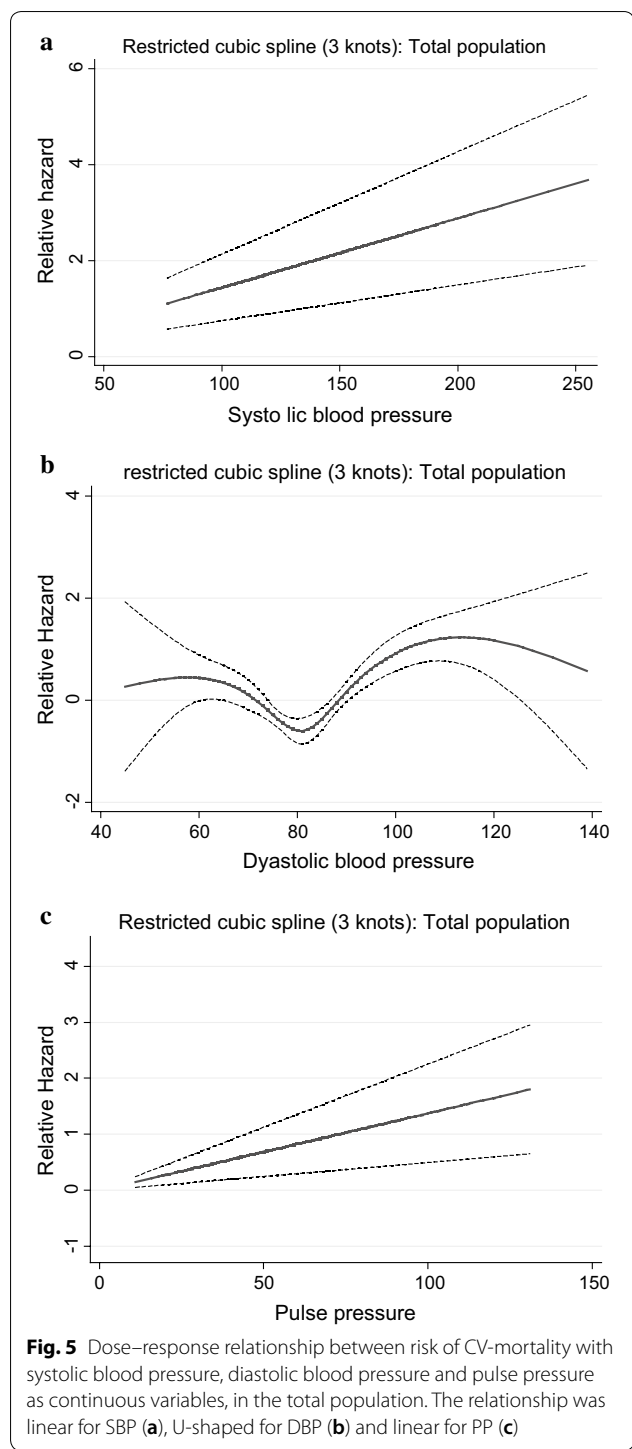 a
Restricted cubic spline (3 knots): Total population
6
4
2
0
Relative hazard
50 100 150 200 250
Systo lic blood pressure
b
restricted cubic spline (3 knots): Total population
4
2
0
-2
Relative Hazard
40 60 80 100 120 140
Dyastolic blood pressure
c
Restricted cubic spline (3 knots): Total population
4
3
2
1
0
-1
Relative Hazard
0 50 100 150
Pulse pressure
Fig. 5 Dose–response relationship between risk of CV-mortality with
systolic blood pressure, diastolic blood pressure and pulse pressure
as continuous variables, in the total population. The relationship was
linear for SBP (a), U-shaped for DBP (b) and linear for PP (c)